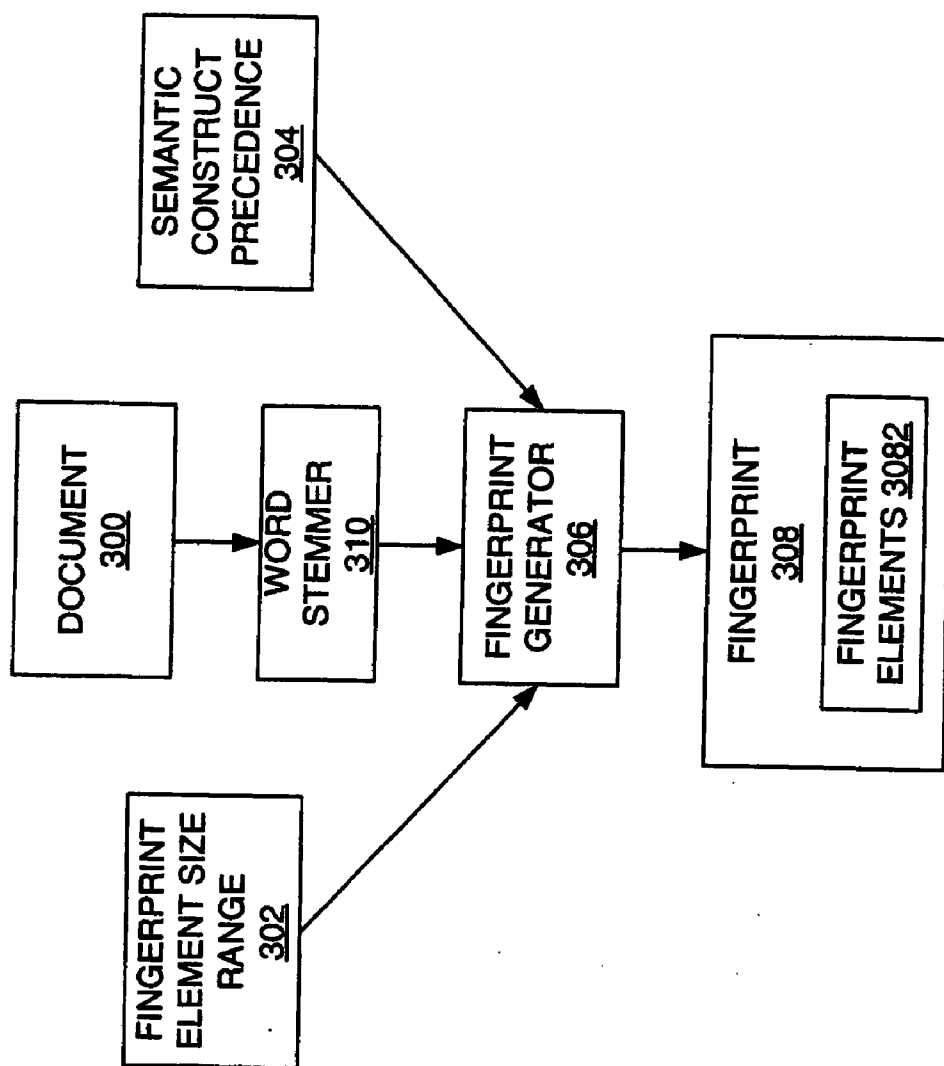 DOCUMENT
300
WORD
STEMMER
310
FINGERPRINT
ELEMENT SIZE
RANGE
302
SEMANTIC
CONSTRUCT
PRECEDENCE
304
FINGERPRINT
GENERATOR
306
FINGERPRINT
308
FINGERPRINT
ELEMENTS 3082